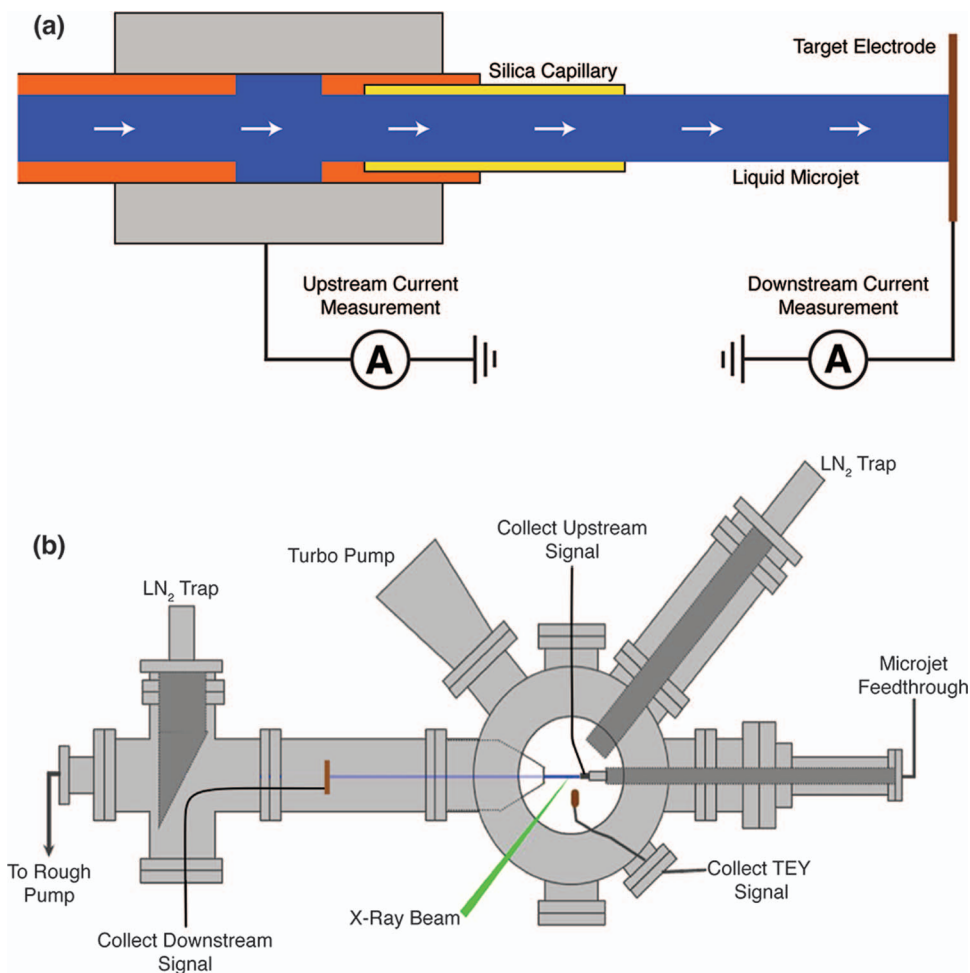 (a)
Target Electrode
Silica Capillary
Liquid Microjet
Upstream Current
Measurement
Downstream Current
Measurement
A
A
(b)
LN₂ Trap
Collect Upstream
Signal
Turbo Pump
LN₂ Trap
Microjet
Feedthrough
To Rough
Pump
Collect TEY
Signal
X-Ray Beam
Collect Downstream
Signal